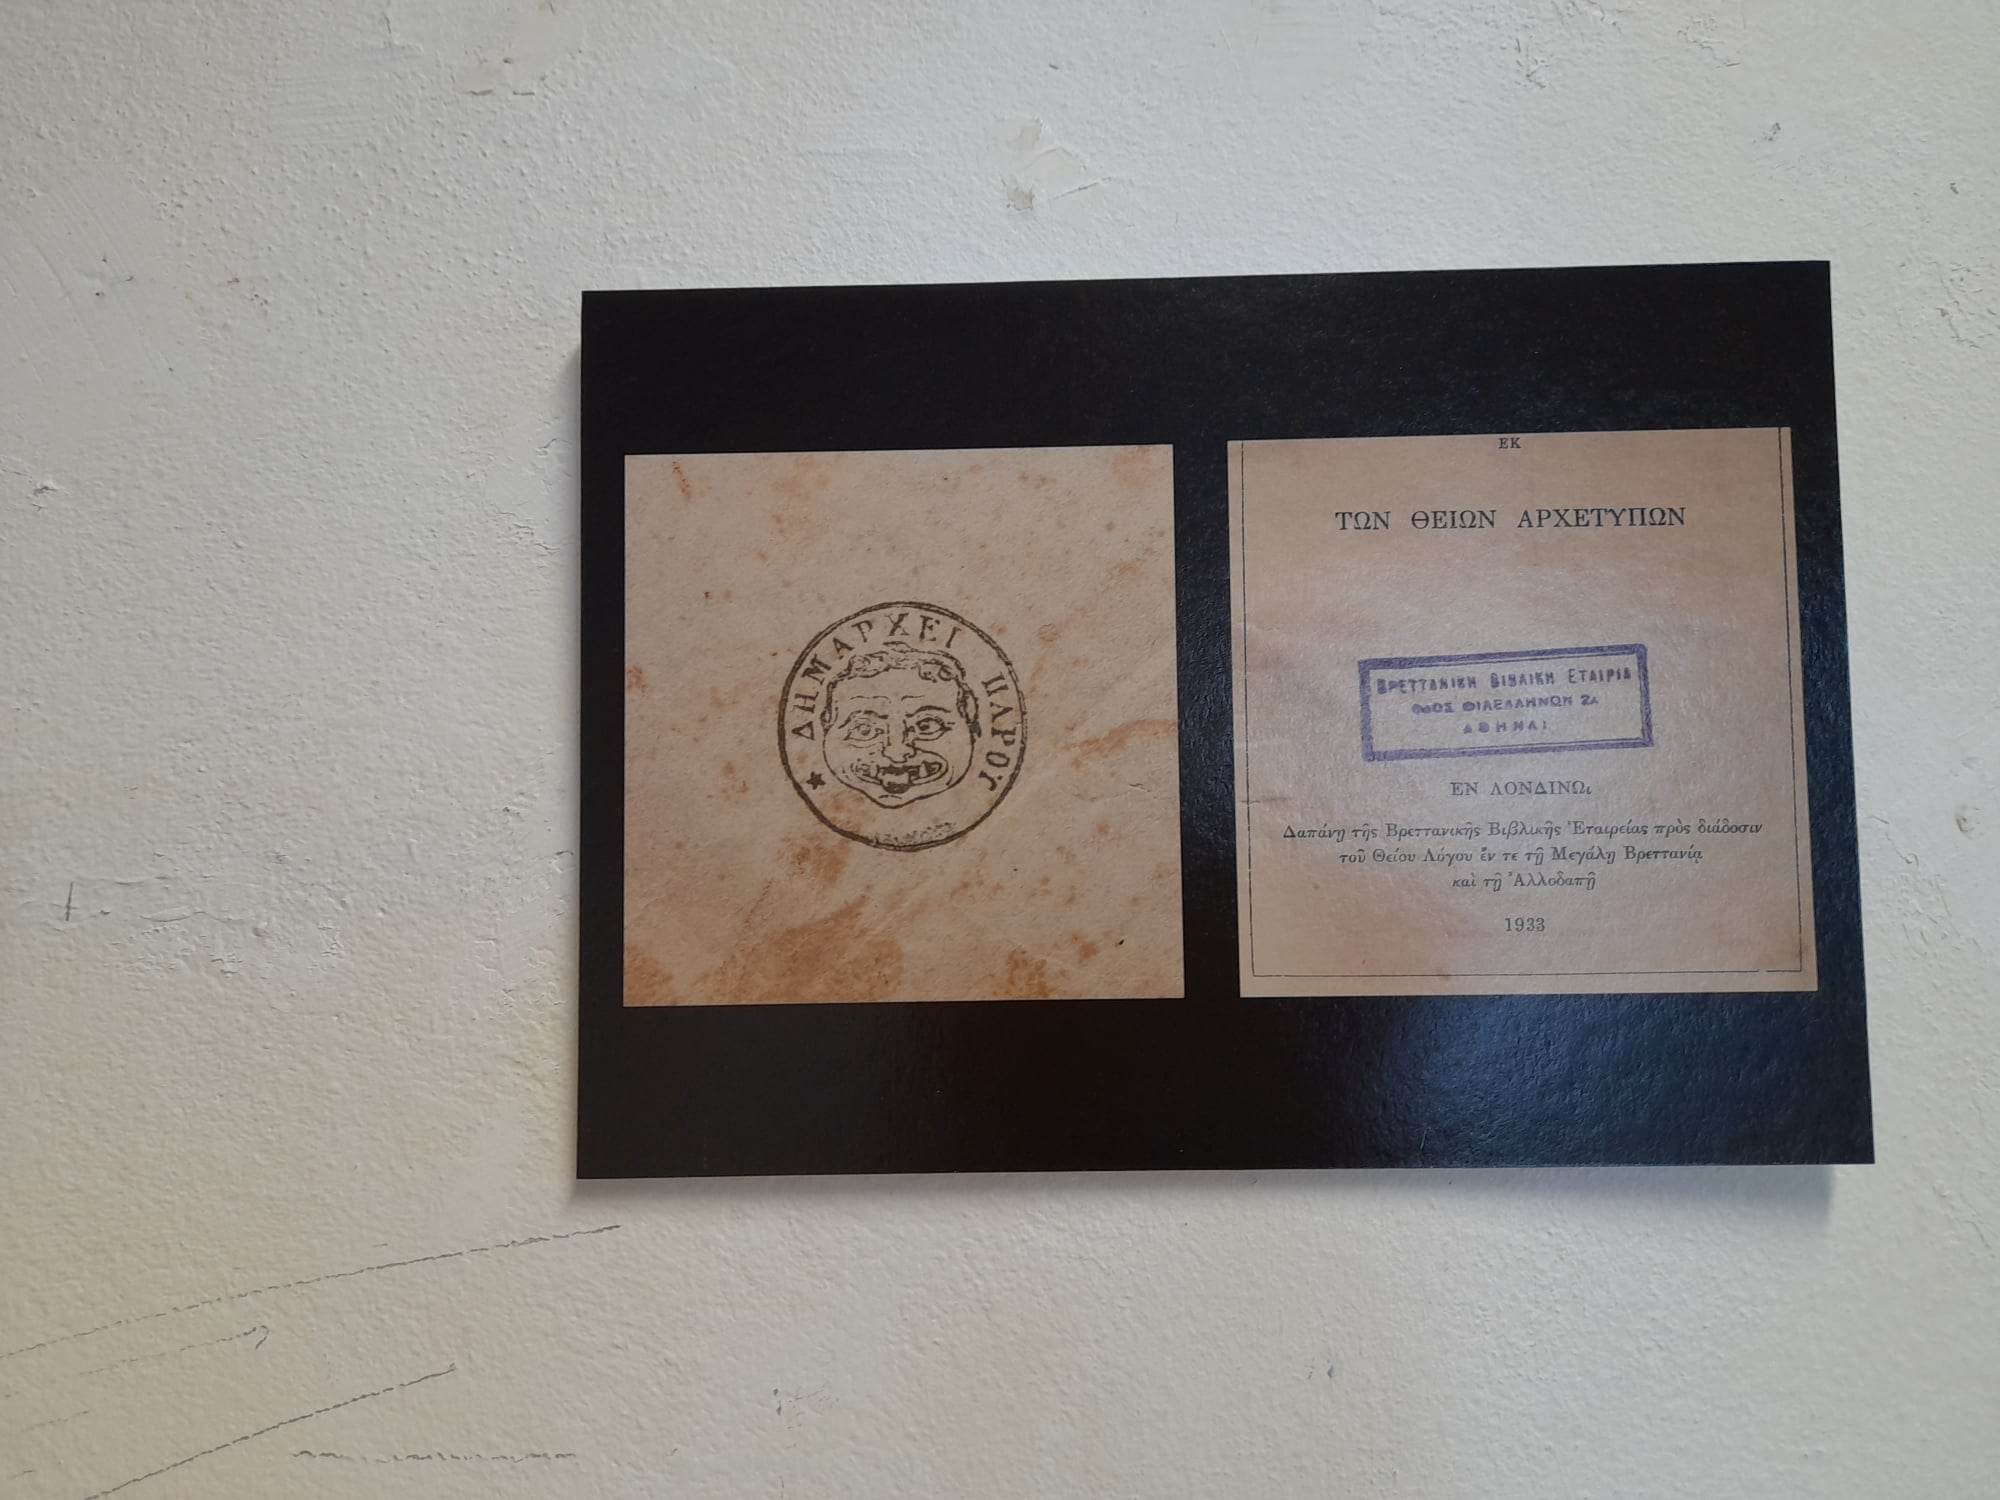 ΔΗΜΑΡΧΕΙ ΠΑΡΟΥ
ΕΚ
ΤΩΝ ΘΕΙΩΝ ΑΡΧΕΤΥΠΩΝ
ΒΡΕΤΤΑΝΙΚΗ ΒΙΒΛΙΚΗ ΕΤΑΙΡΙΑ
ΟΔΟΣ ΦΙΛΕΛΛΗΝΩΝ 2Α
ΑΘΗΝΑΙ
ΕΝ ΛΟΝΔΙΝΩι
Δαπάνῃ τῆς Βρεττανικῆς Βιβλικῆς Ἑταιρείας πρὸς διάδοσιν
τοῦ Θείου Λόγου ἔν τε τῇ Μεγάλῃ Βρεττανίᾳ
καὶ τῇ Ἀλλοδαπῇ
1933